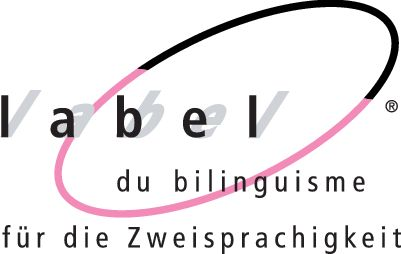 label ®
du bilinguisme
für die Zweisprachigkeit